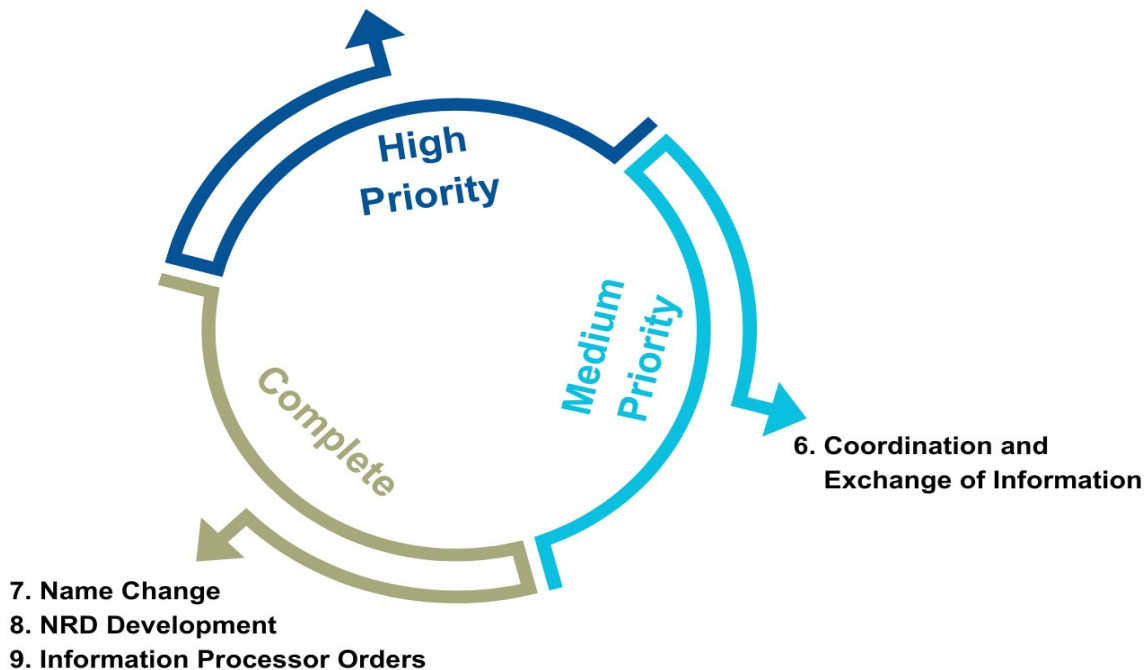 High
Priority
Medium
Priority
Complete
6. Coordination and
Exchange of Information
7. Name Change
8. NRD Development
9. Information Processor Orders